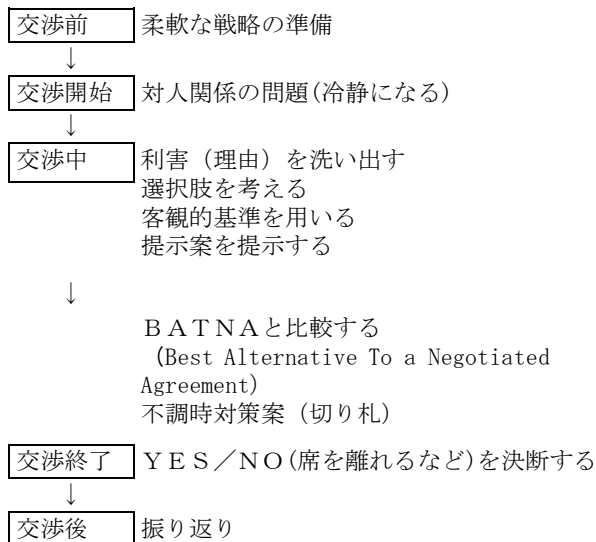 交渉前 柔軟な戦略の準備
↓
交渉開始 対人関係の問題(冷静になる)
↓
交渉中 利害（理由）を洗い出す
選択肢を考える
客観的基準を用いる
提示案を提示する
↓
ＢＡＴＮＡと比較する
(Best Alternative To a Negotiated
Agreement)
不調時対策案（切り札）
交渉終了 ＹＥＳ／NO(席を離れるなど)を決断する
↓
交渉後 振り返り